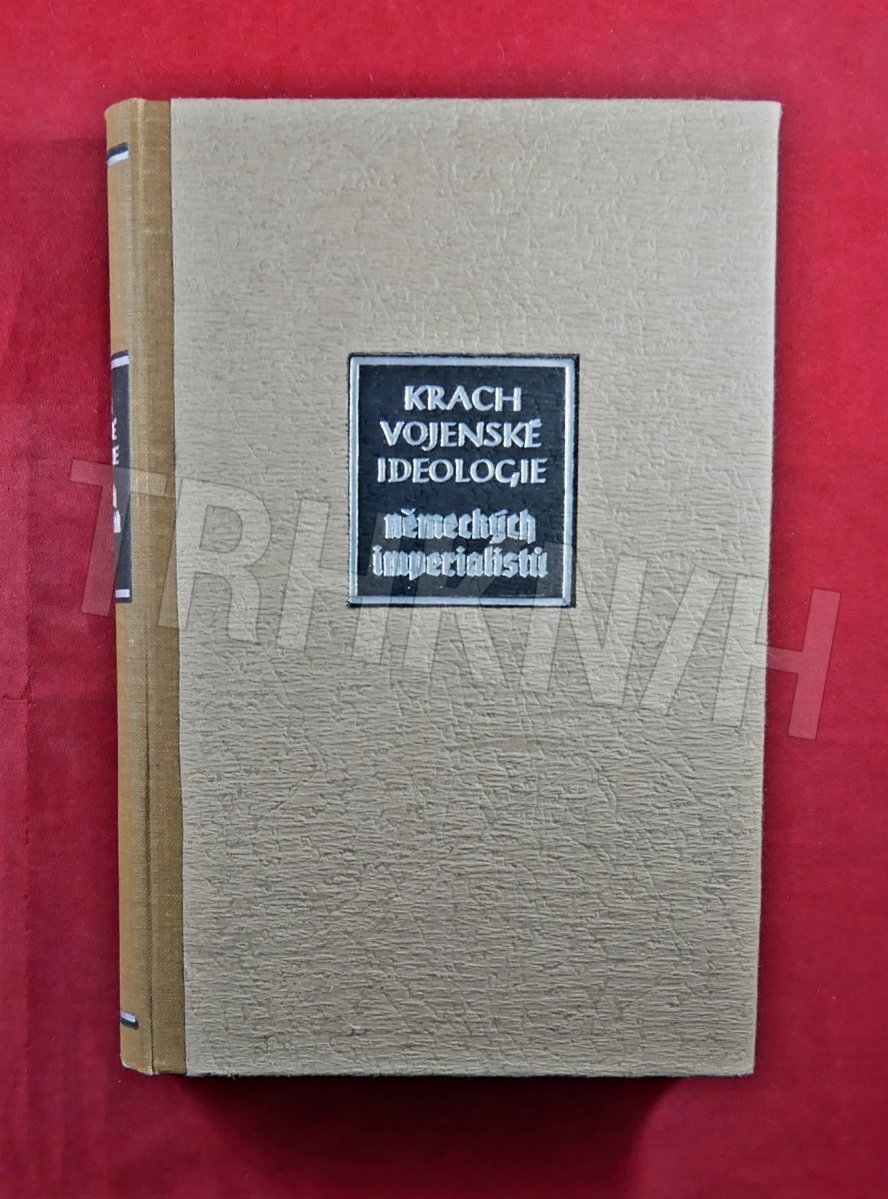 KRACH
VOJENSKÉ
IDEOLOGIE
německých
imperialistů
TRHKNIH